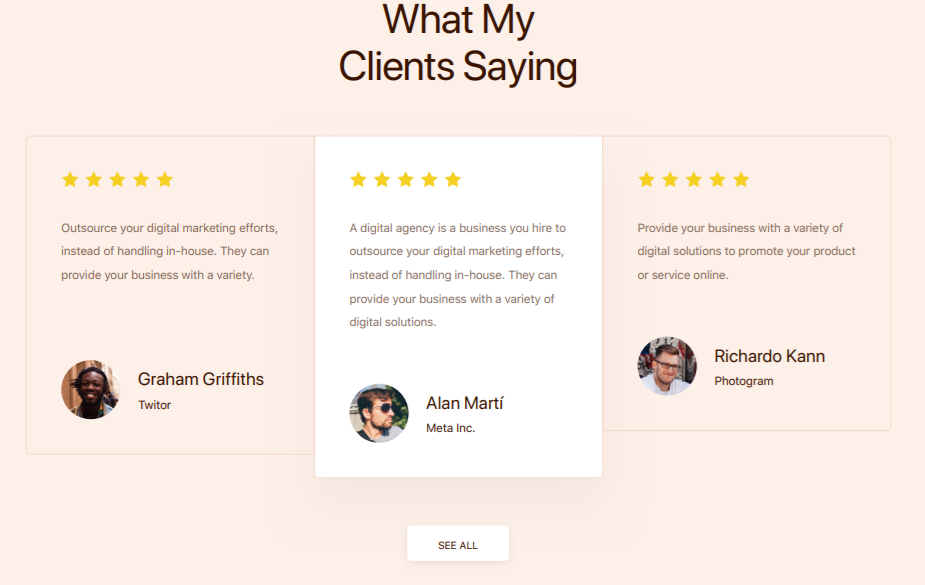 What My
Clients Saying
Outsource your digital marketing efforts,
instead of handling in-house. They can
provide your business with a variety.
Graham Griffiths
Twitor
A digital agency is a business you hire to
outsource your digital marketing efforts,
instead of handling in-house. They can
provide your business with a variety of
digital solutions.
Alan Martí
Meta Inc.
Provide your business with a variety of
digital solutions to promote your product
or service online.
Richardo Kann
Photogram
SEE ALL